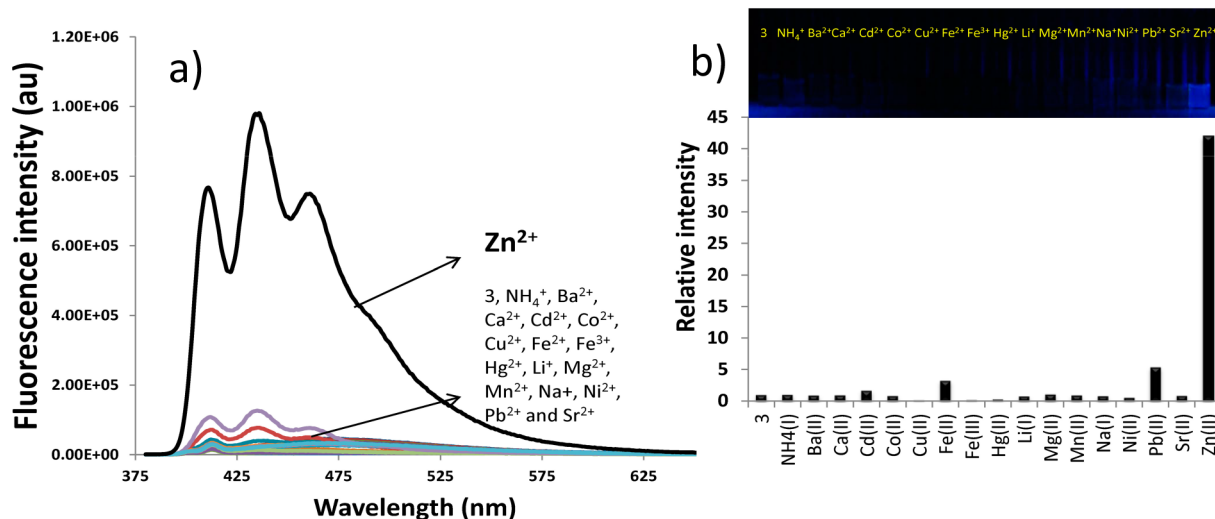 a)
Fluorescence intensity (au)
1.20E+06
1.00E+06
8.00E+05
6.00E+05
4.00E+05
2.00E+05
0.00E+00
375 425 475 525 575 625
Wavelength (nm)
Zn²⁺
3, NH₄⁺, Ba²⁺,
Ca²⁺, Cd²⁺, Co²⁺,
Cu²⁺, Fe²⁺, Fe³⁺,
Hg²⁺, Li⁺, Mg²⁺,
Mn²⁺, Na+, Ni²⁺,
Pb²⁺ and Sr²⁺
b)
3 NH₄⁺ Ba²⁺ Ca²⁺ Cd²⁺ Co²⁺ Cu²⁺ Fe²⁺ Fe³⁺ Hg²⁺ Li⁺ Mg²⁺ Mn²⁺ Na⁺ Ni²⁺ Pb²⁺ Sr²⁺ Zn²⁺
Relative intensity
45
40
35
30
25
20
15
10
5
0
3
NH4(I)
Ba(II)
Ca(II)
Cd(II)
Co(II)
Cu(II)
Fe(II)
Fe(III)
Hg(II)
Li(I)
Mg(II)
Mn(II)
Na(I)
Ni(II)
Pb(II)
Sr(II)
Zn(II)